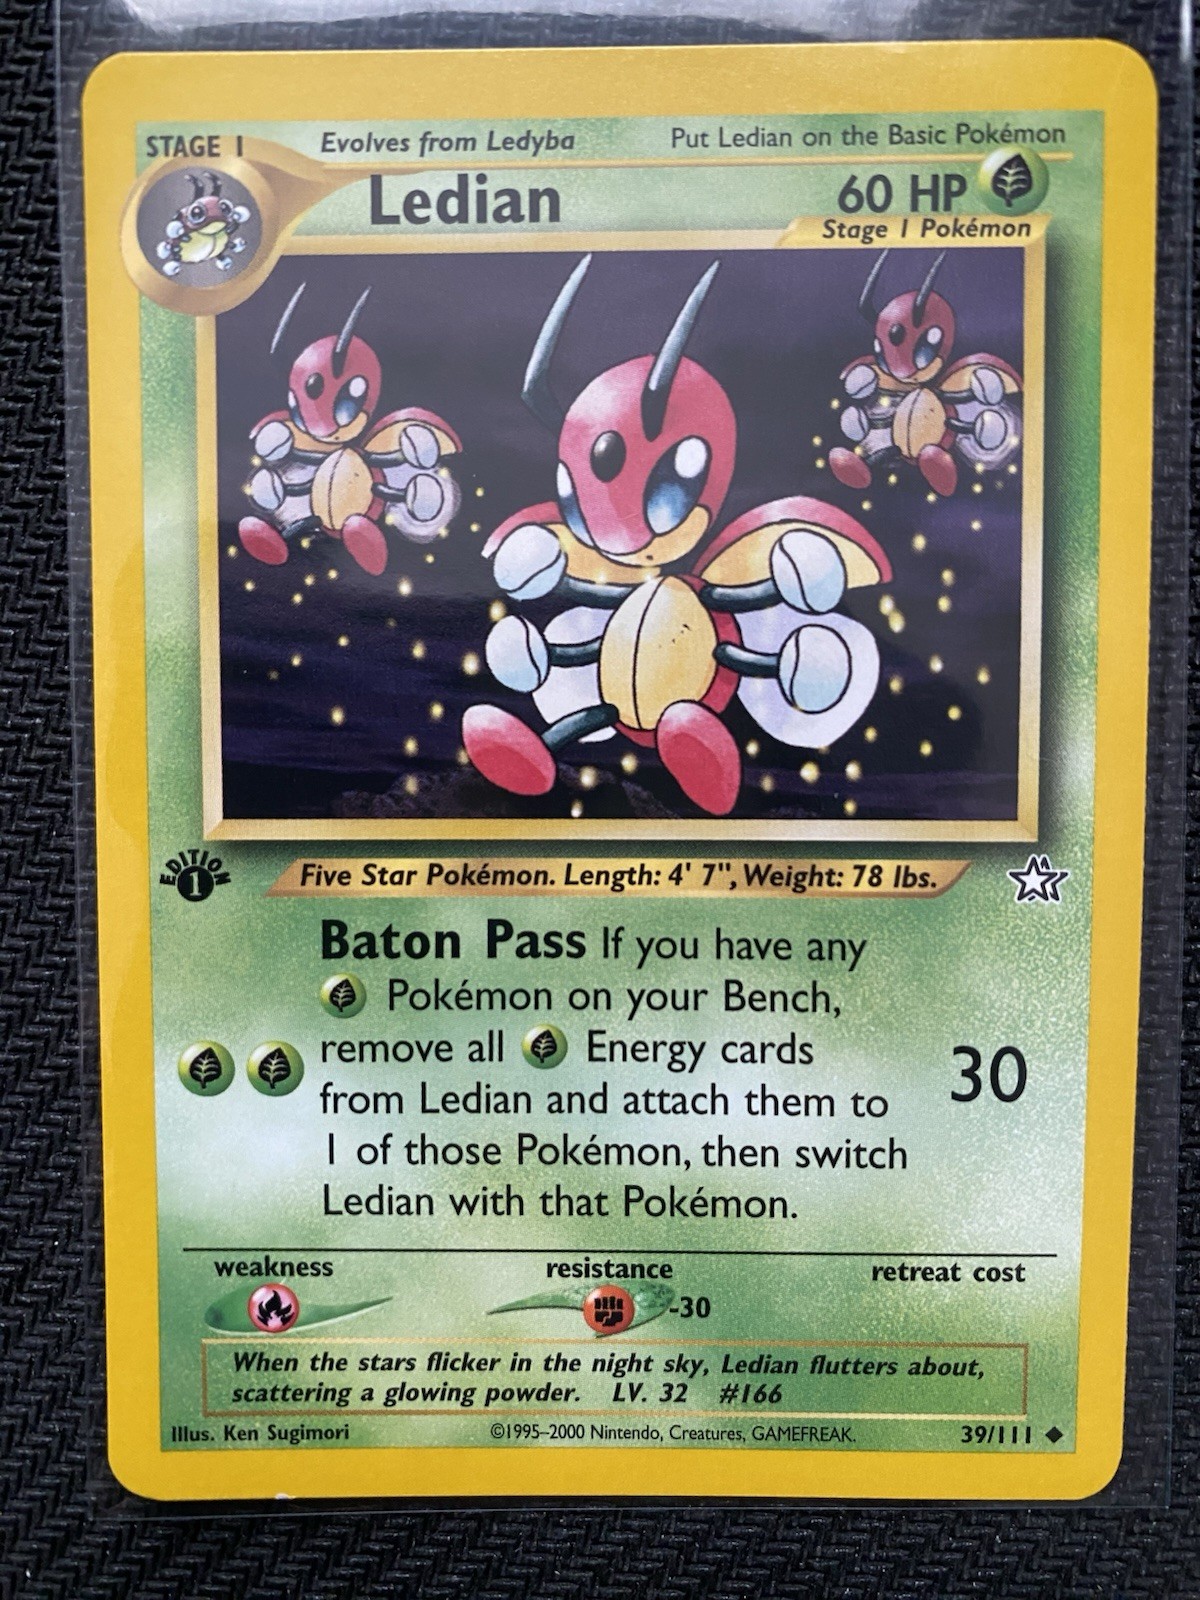 STAGE 1 Evolves from Ledyba Put Ledian on the Basic Pokémon
Ledian 60 HP
Stage 1 Pokémon
EDITION
1
Five Star Pokémon. Length: 4' 7", Weight: 78 lbs.
Baton Pass If you have any
Pokémon on your Bench,
remove all Energy cards
from Ledian and attach them to
1 of those Pokémon, then switch
Ledian with that Pokémon.
30
weakness resistance retreat cost
-30
When the stars flicker in the night sky, Ledian flutters about,
scattering a glowing powder. LV. 32 #166
Illus. Ken Sugimori ©1995–2000 Nintendo, Creatures, GAMEFREAK. 39/111